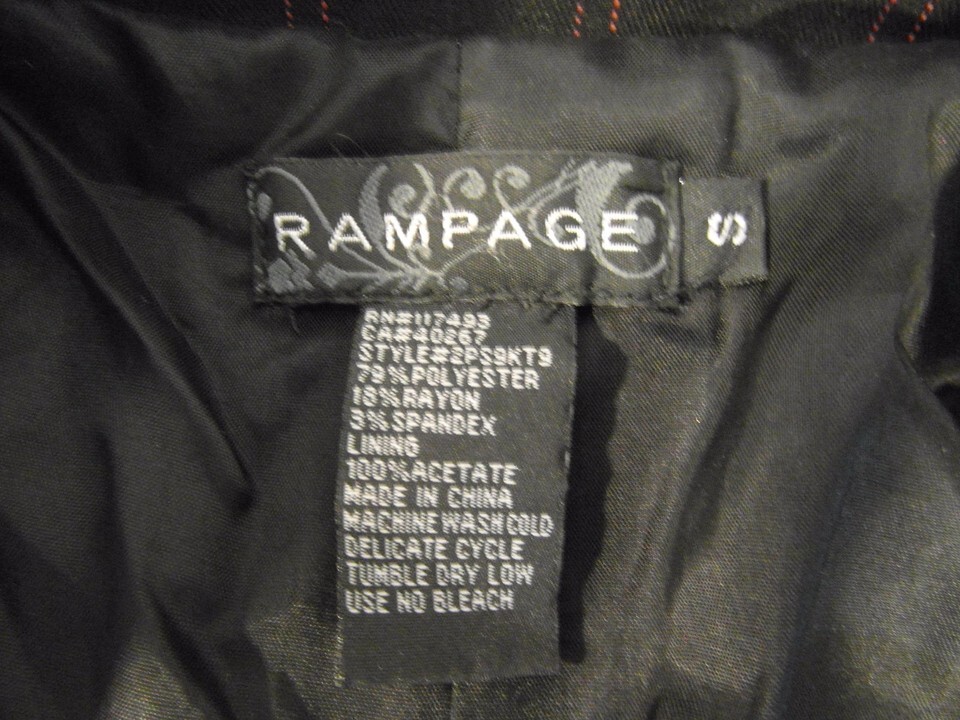 RAMPAGE
S
RN#117493
CA#40267
STYLE#2PS9KT9
79%POLYESTER
18%RAYON
3%SPANDEX
LINING
100%ACETATE
MADE IN CHINA
MACHINE WASH COLD
DELICATE CYCLE
TUMBLE DRY LOW
USE NO BLEACH